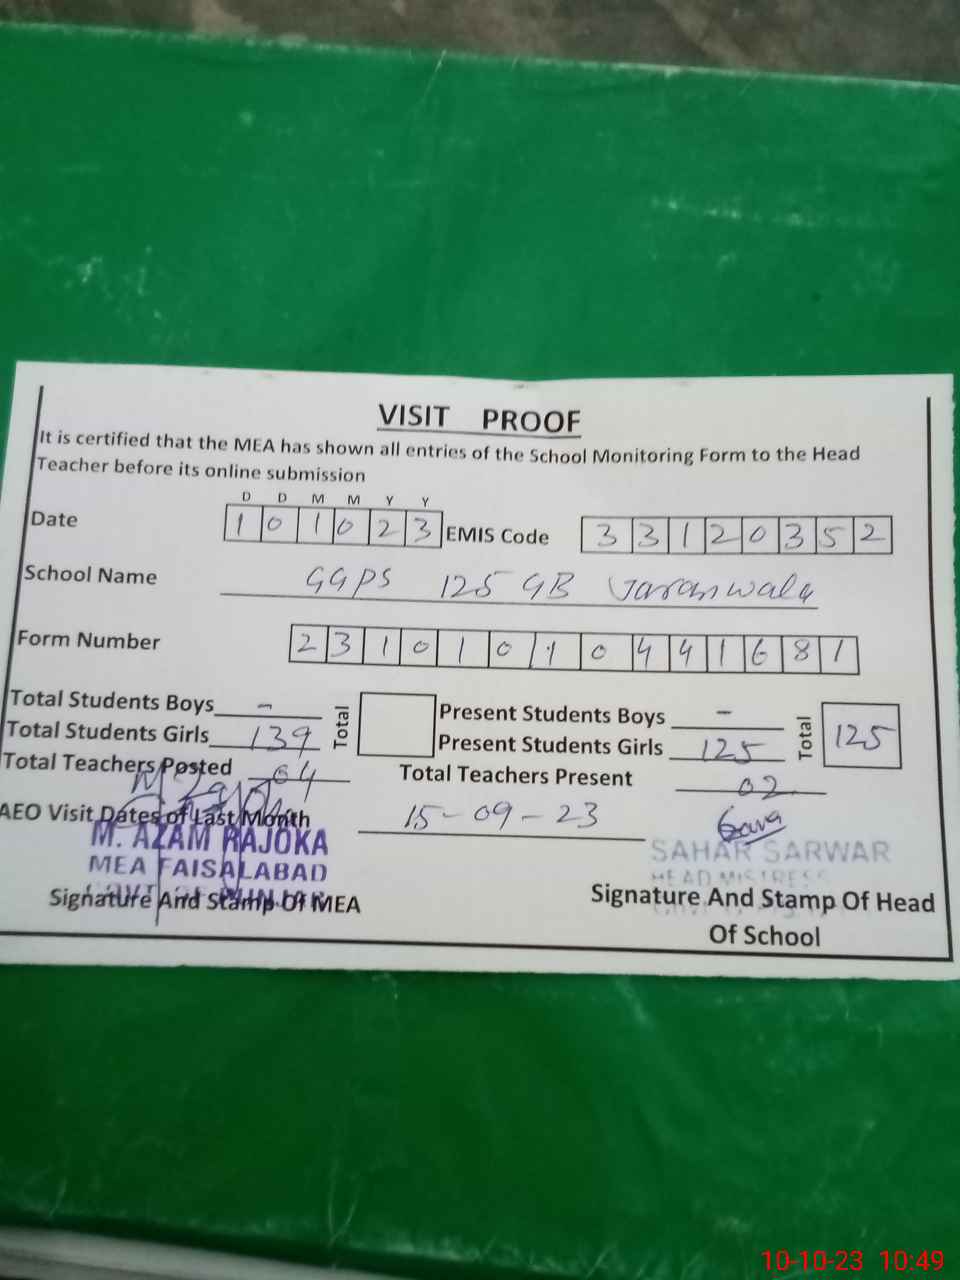 VISIT PROOF
It is certified that the MEA has shown all entries of the School Monitoring Form to the Head
Teacher before its online submission
D D M M Y Y
Date 1 0 1 0 2 3 EMIS Code 3 3 1 2 0 3 5 2
School Name GGPS 125 GB Jaranwala
Form Number 2 3 1 0 1 0 1 0 4 4 1 6 8 1
Total Students Boys - Total Present Students Boys - Total
Total Students Girls 139 Present Students Girls 125 125
Total Teachers Posted 04 Total Teachers Present 02
AEO Visit Dates of Last Month 15-09-23
M. AZAM RAJOKA SAHAR SARWAR
MEA FAISALABAD HEAD MISTRESS
Signature And Stamp Of MEA Signature And Stamp Of Head
Of School
10-10-23 10:49